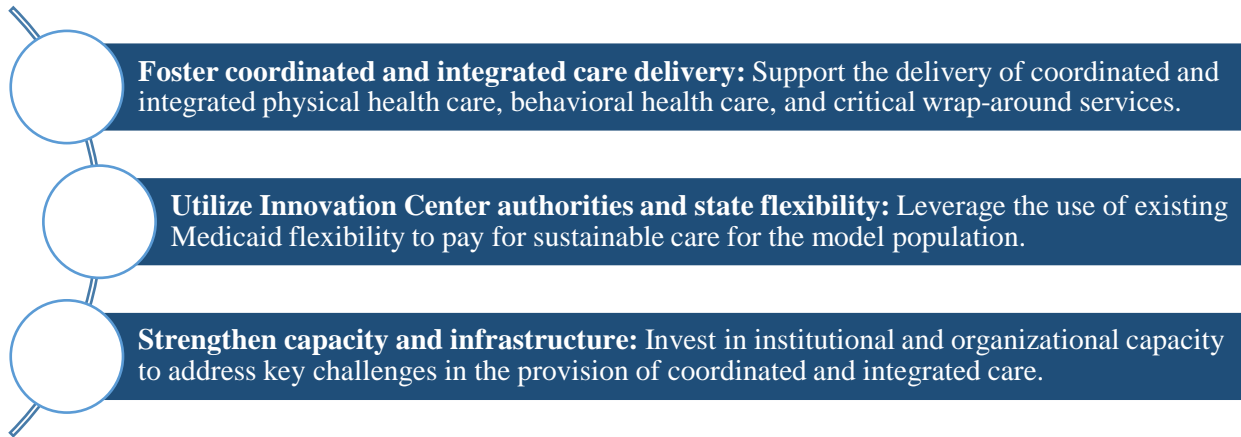 Foster coordinated and integrated care delivery: Support the delivery of coordinated and
integrated physical health care, behavioral health care, and critical wrap-around services.
Utilize Innovation Center authorities and state flexibility: Leverage the use of existing
Medicaid flexibility to pay for sustainable care for the model population.
Strengthen capacity and infrastructure: Invest in institutional and organizational capacity
to address key challenges in the provision of coordinated and integrated care.